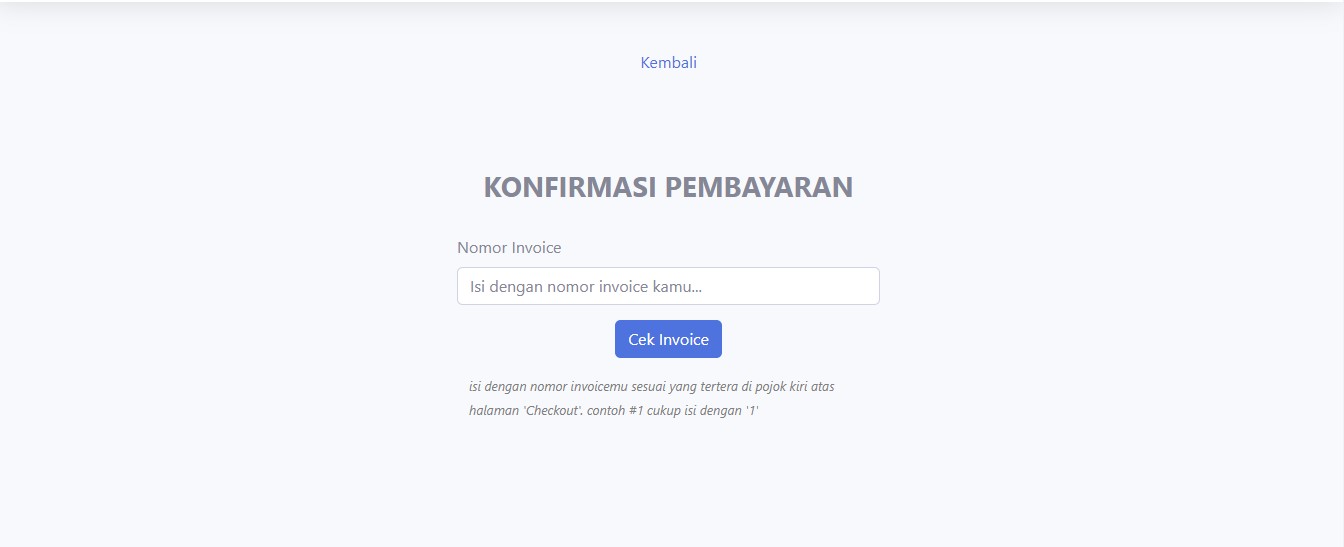 Kembali
KONFIRMASI PEMBAYARAN
Nomor Invoice
Isi dengan nomor invoice kamu...
Cek Invoice
isi dengan nomor invoicemu sesuai yang tertera di pojok kiri atas
halaman 'Checkout'. contoh #1 cukup isi dengan '1'